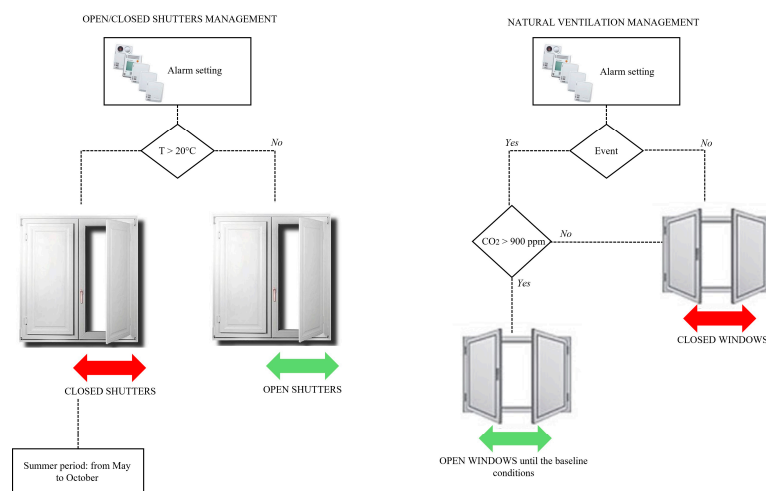 OPEN/CLOSED SHUTTERS MANAGEMENT
Alarm setting
T > 20°C
No
CLOSED SHUTTERS
OPEN SHUTTERS
Summer period: from May
to October
NATURAL VENTILATION MANAGEMENT
Alarm setting
Event
Yes
No
CO2 > 900 ppm
No
Yes
CLOSED WINDOWS
OPEN WINDOWS until the baseline
conditions